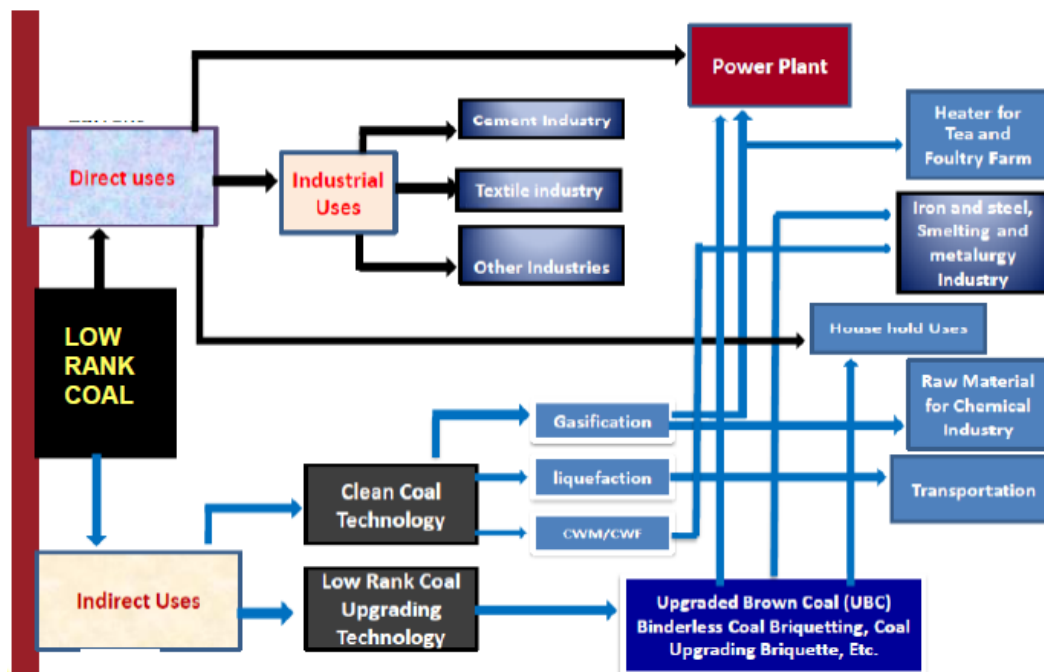 Power Plant
Cement Industry
Heater for
Tea and
Foultry Farm
Direct uses
Industrial
Uses
Textile industry
Iron and steel,
Smelting and
metalurgy
Industry
Other Industries
LOW
RANK
COAL
House hold Uses
Raw Material
for Chemical
Industry
Gasification
Clean Coal
Technology
liquefaction
Transportation
CWM/CWF
Indirect Uses
Low Rank Coal
Upgrading
Technology
Upgraded Brown Coal (UBC)
Binderless Coal Briquetting, Coal
Upgrading Briquette, Etc.